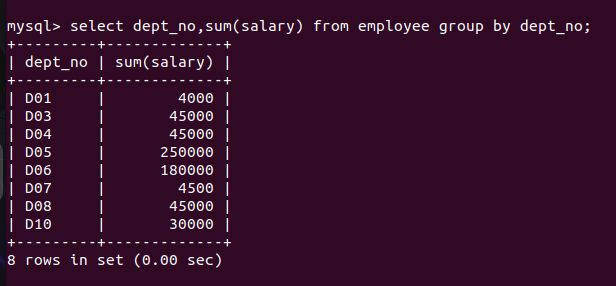 mysql> select dept_no,sum(salary) from employee group by dept_no;
+---------+-------------+
| dept_no | sum(salary) |
+---------+-------------+
| D01     |        4000 |
| D03     |       45000 |
| D04     |       45000 |
| D05     |      250000 |
| D06     |      180000 |
| D07     |        4500 |
| D08     |       45000 |
| D10     |       30000 |
+---------+-------------+
8 rows in set (0.00 sec)